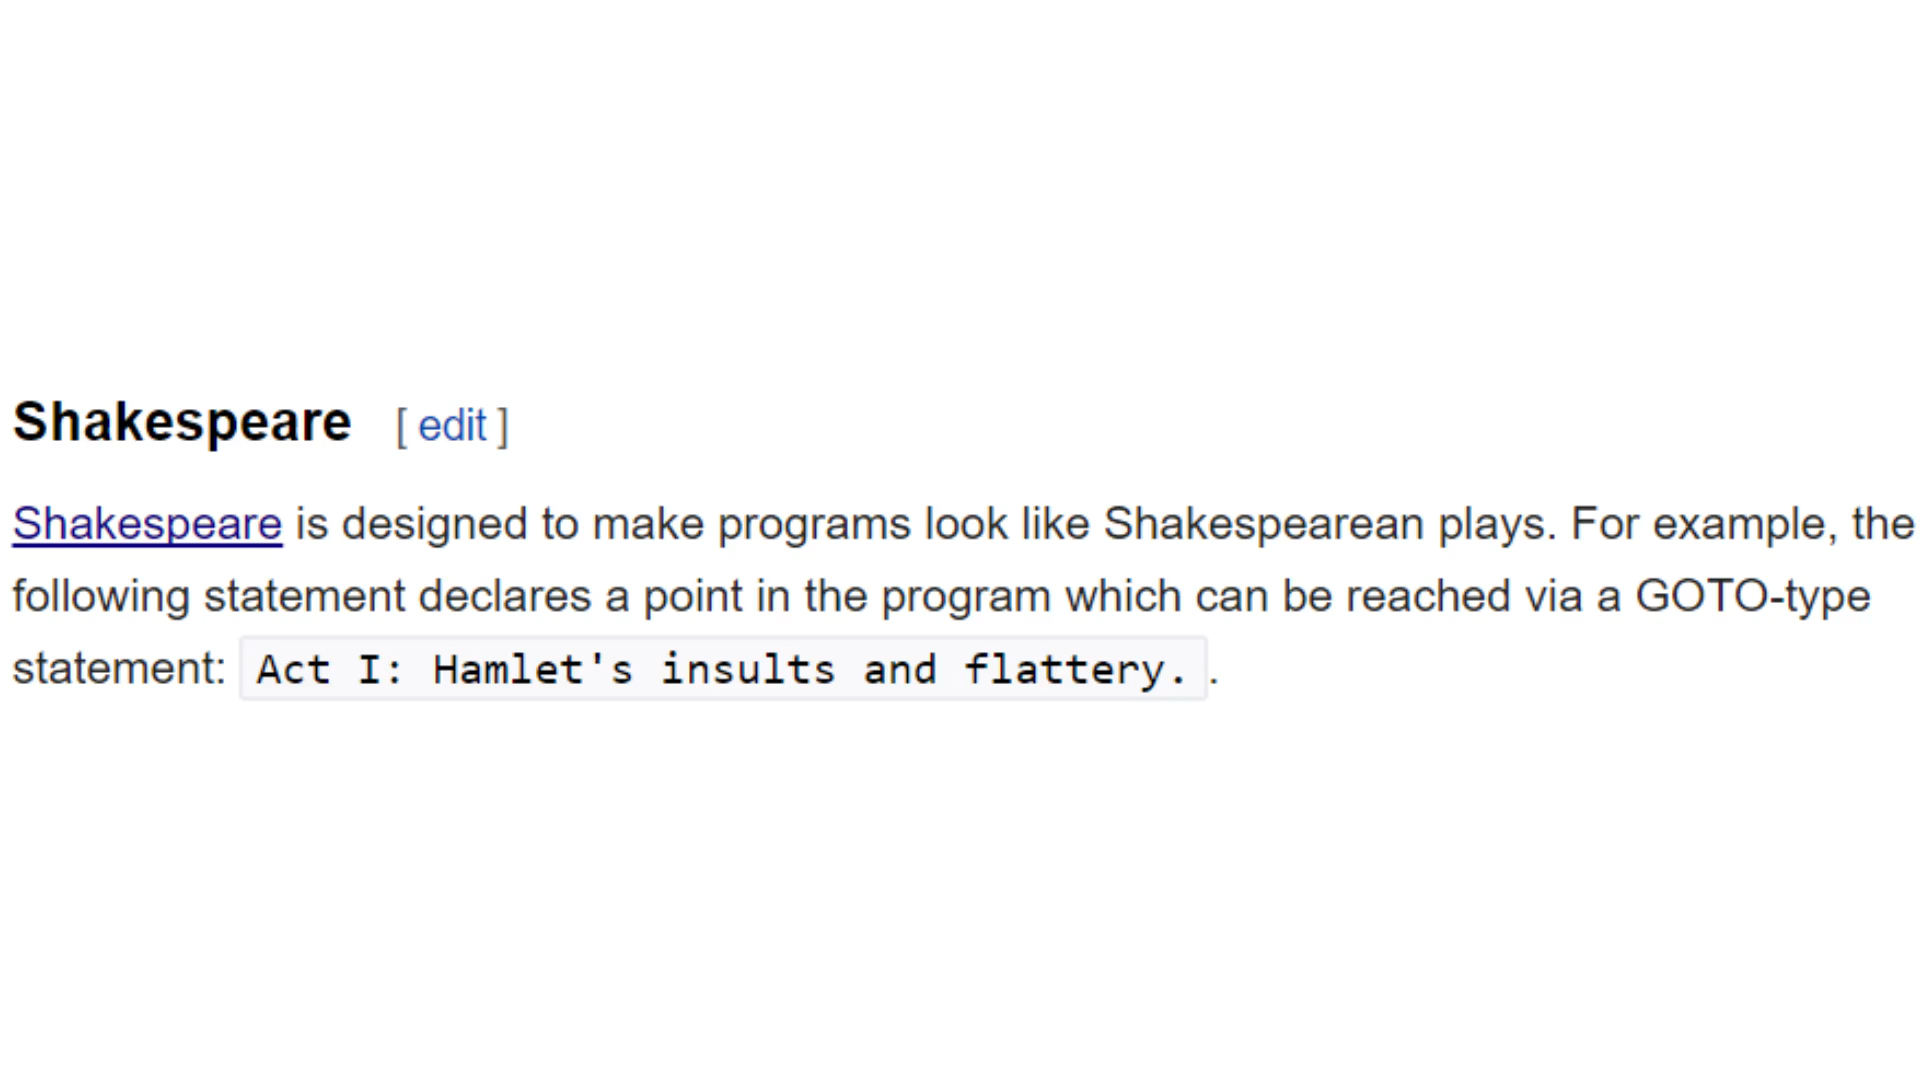 Shakespeare [ edit ]
Shakespeare is designed to make programs look like Shakespearean plays. For example, the
following statement declares a point in the program which can be reached via a GOTO-type
statement: Act I: Hamlet's insults and flattery. .